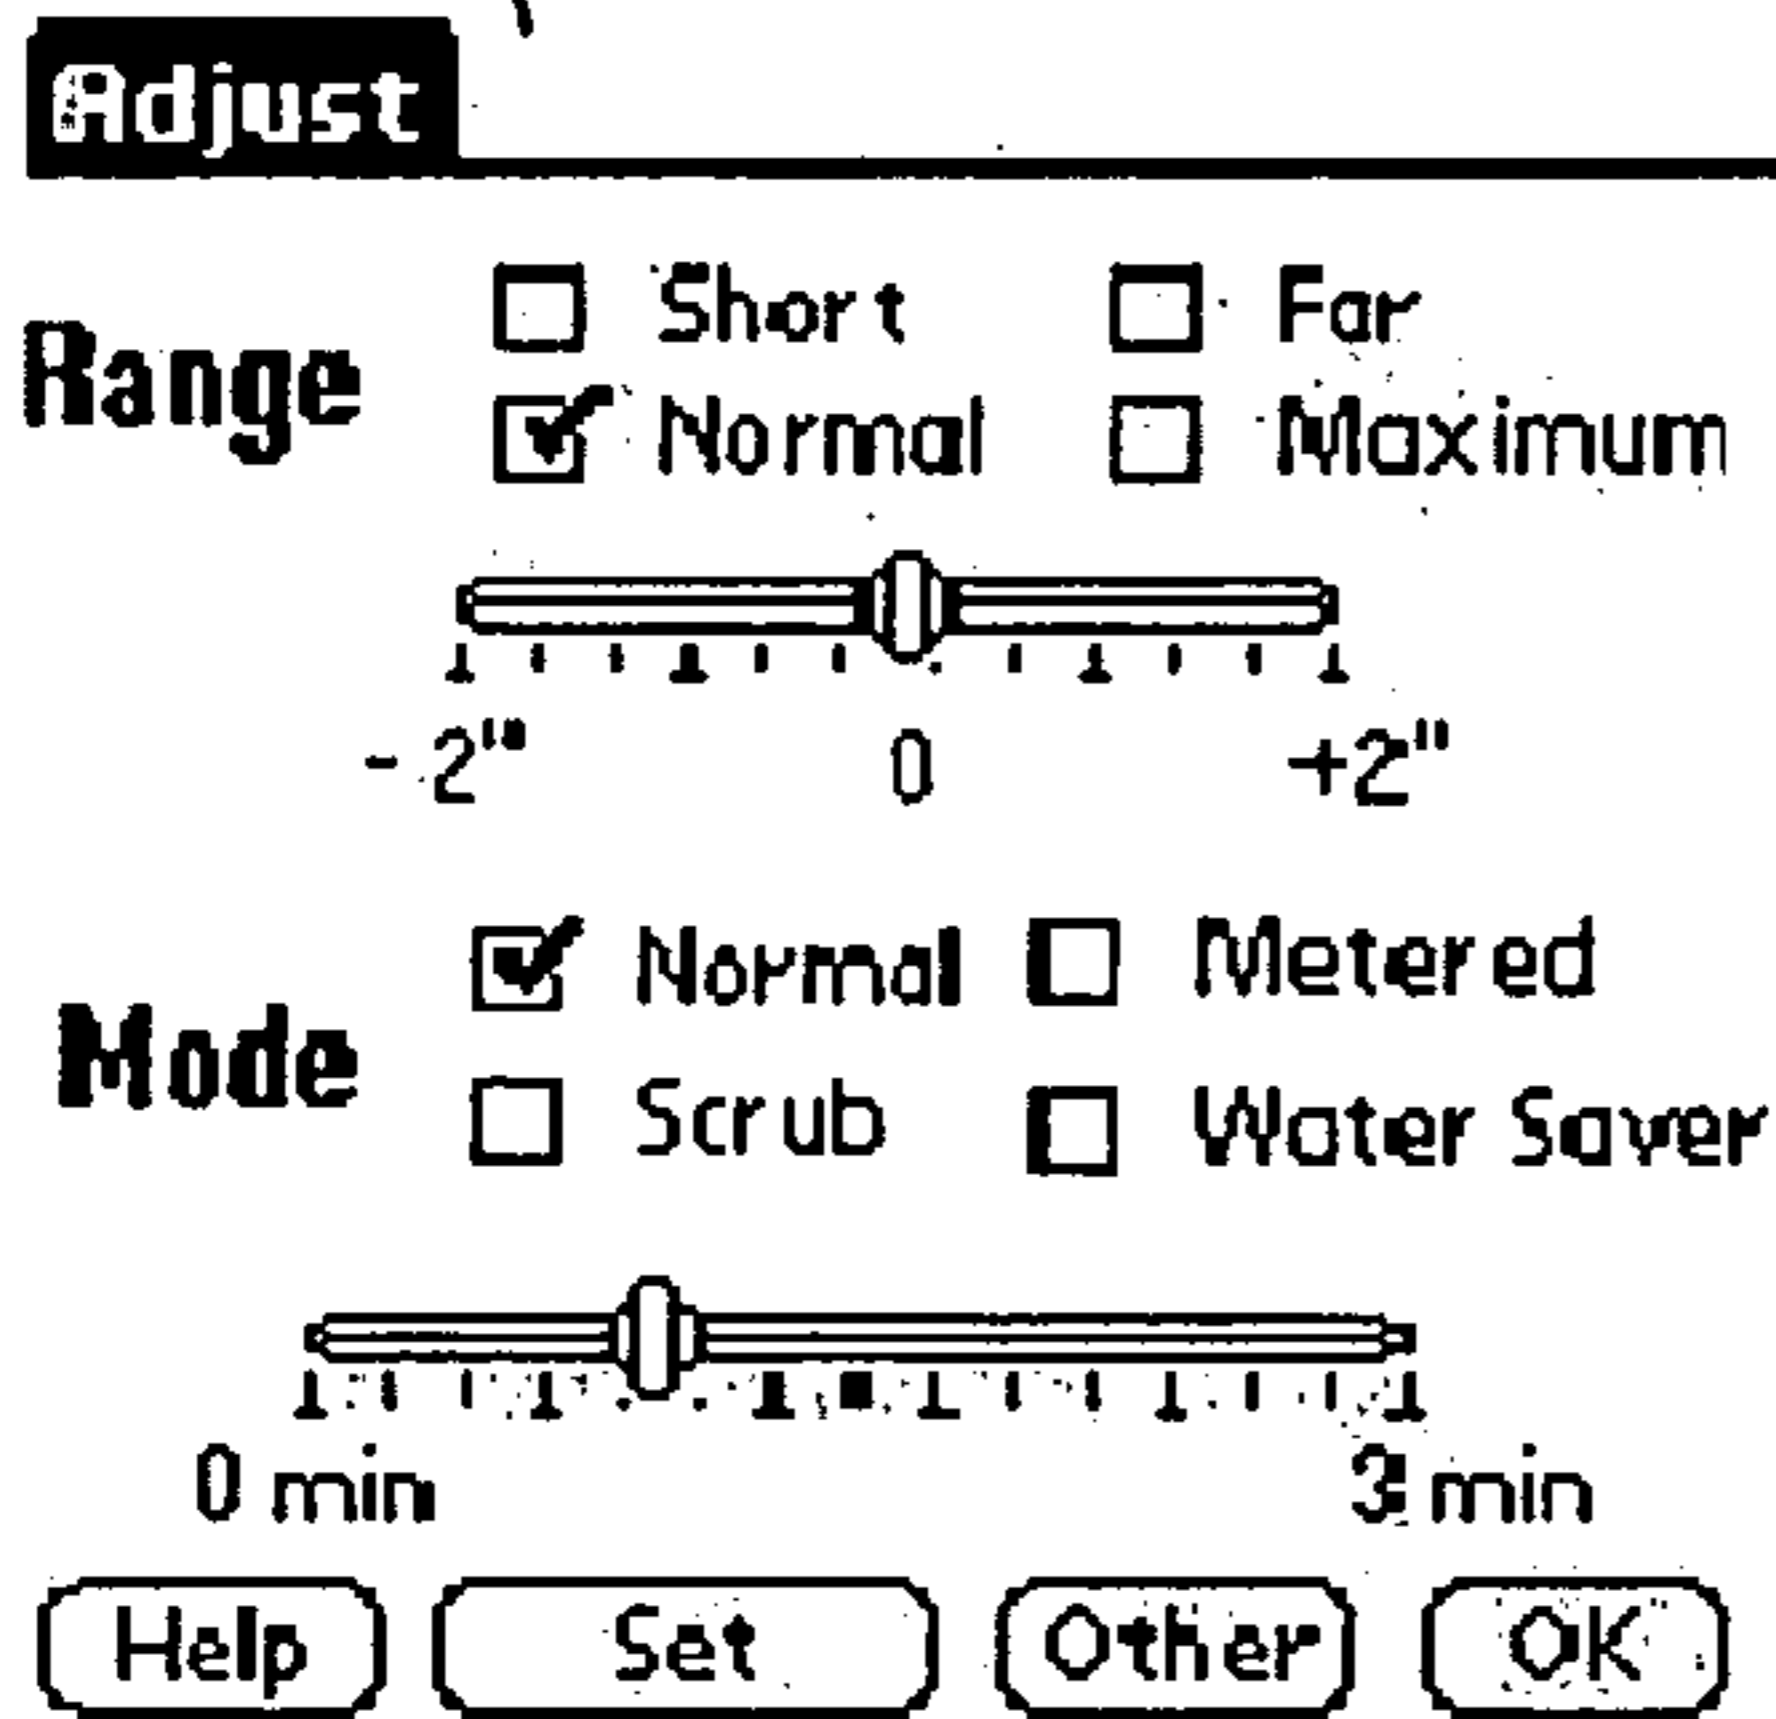 Adjust
Short Far
Range
Normal Maximum
- 2" 0 +2"
Normal Metered
Mode
Scrub Water Saver
0 min 3 min
Help Set Other OK